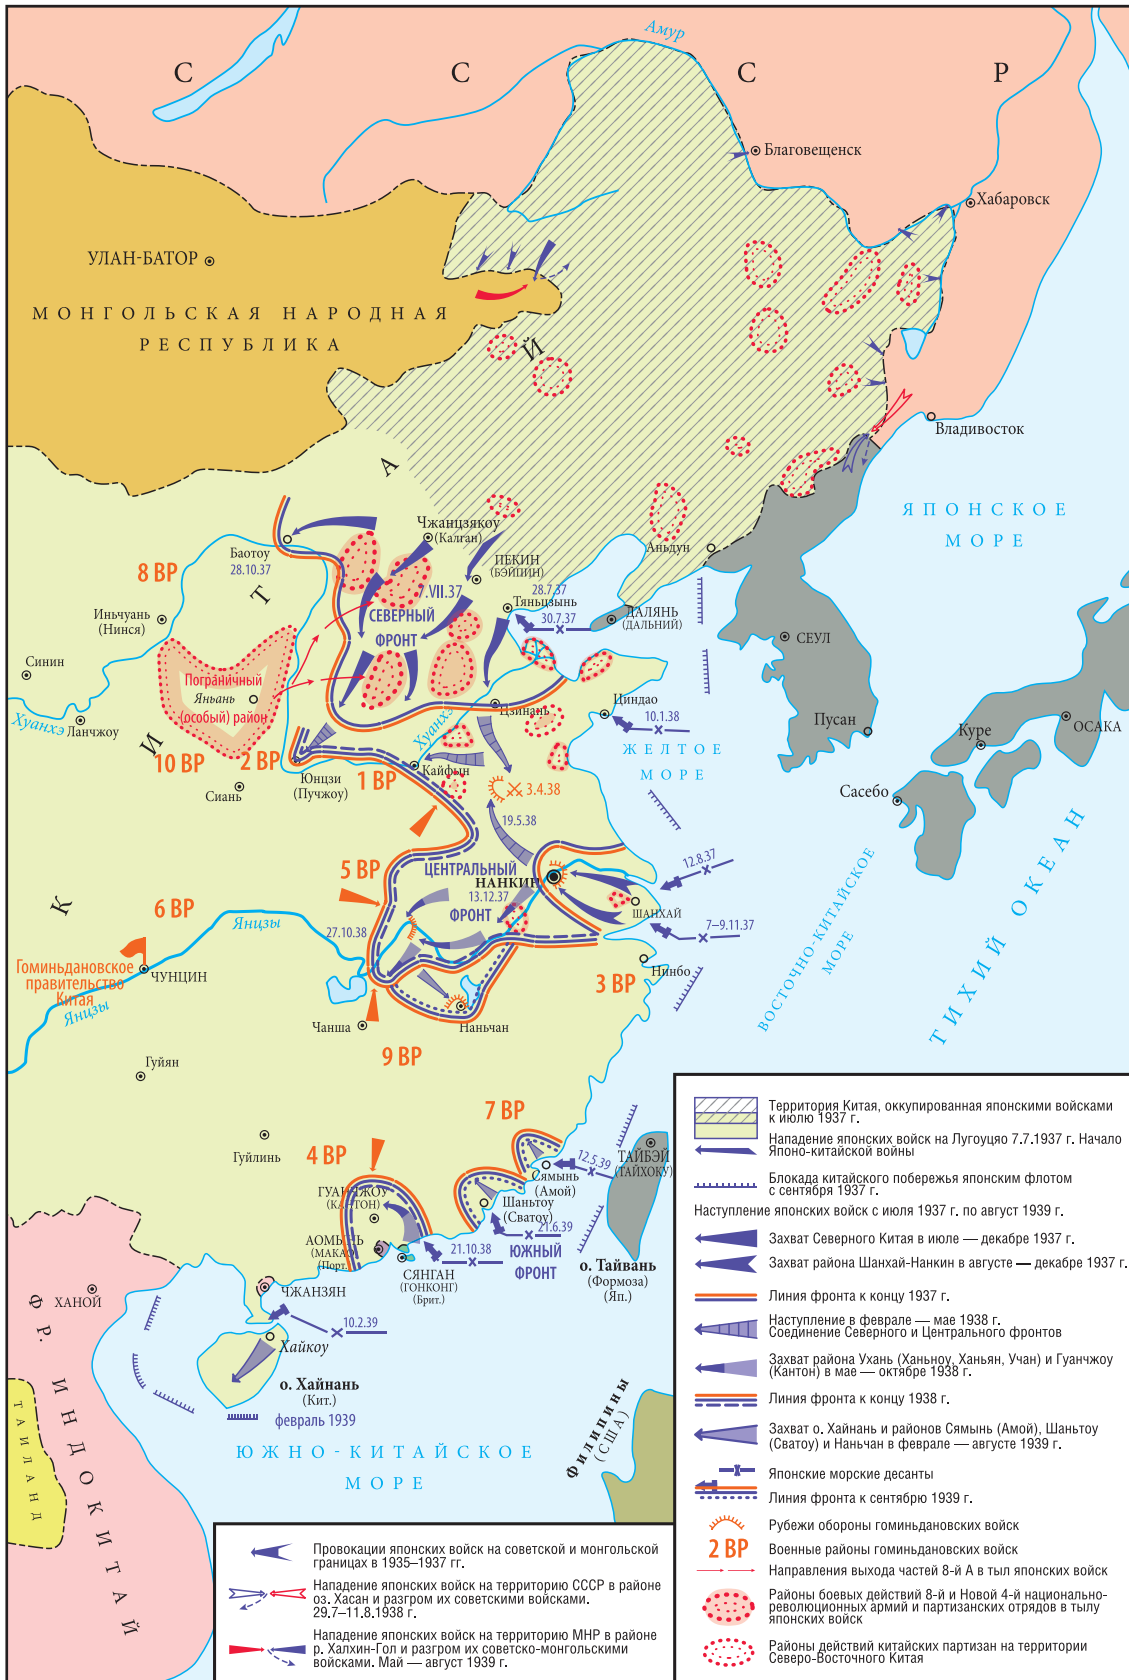 С С С Р
Амур
Благовещенск
Хабаровск
УЛАН-БАТОР
МОНГОЛЬСКАЯ НАРОДНАЯ
РЕСПУБЛИКА
К И Т А Й
Владивосток
ЯПОНСКОЕ
МОРЕ
Чжанцзякоу
(Калган)
Баотоу
28.10.37
ПЕКИН
(БЭЙПИН)
7.VII.37
28.7.37
Тяньцзынь
30.7.37
Аньдун
ДАЛЯНЬ
(ДАЛЬНИЙ)
СЕУЛ
8 ВР
Иньчуань
(Нинся)
СЕВЕРНЫЙ
ФРОНТ
Синин
Пограничный
Яньань
(особый) район
Хуанхэ
Ланчжоу
Цзинань
Циндао
10.1.38
Пусан
Куре
ОСАКА
Хуанхэ
ЖЕЛТОЕ
МОРЕ
10 ВР
2 ВР
Юнцзи
(Пучжоу)
1 ВР
Кайфын
Сиань
3.4.38
Сасебо
19.5.38
5 ВР
ЦЕНТРАЛЬНЫЙ
НАНКИН
13.12.37
ФРОНТ
12.8.37
ШАНХАЙ
7–9.11.37
6 ВР
Янцзы
27.10.38
Гоминьдановское
правительство
Китая
ЧУНЦИН
Янцзы
Нинбо
3 ВР
ВОСТОЧНО-КИТАЙСКОЕ
МОРЕ
ТИХИЙ ОКЕАН
Чанша
Наньчан
9 ВР
Гуйян
7 ВР
Гуйлинь
4 ВР
ГУАНЧЖОУ
(КАНТОН)
12.5.39
Сямынь
(Амой)
ТАЙБЭЙ
(ТАЙХОКУ)
Шаньтоу
(Сватоу)
21.6.39
АОМЫНЬ
(МАКАО)
(Порт.)
21.10.38
ЮЖНЫЙ
ФРОНТ
СЯНГАН
(ГОНКОНГ)
(Брит.)
о. Тайвань
(Формоза)
(Яп.)
ХАНОЙ
ЧЖАНЗЯН
10.2.39
Хайкоу
о. Хайнань
(Кит.)
февраль 1939
ФР. ИНДОКИТАЙ
ТАИЛАНД
ЮЖНО-КИТАЙСКОЕ
МОРЕ
Филипины
(США)
Территория Китая, оккупированная японскими войсками
к июлю 1937 г.
Нападение японских войск на Лугоуцяо 7.7.1937 г. Начало
Японо-китайской войны
Блокада китайского побережья японским флотом
с сентября 1937 г.
Наступление японских войск с июля 1937 г. по август 1939 г.
Захват Северного Китая в июле — декабре 1937 г.
Захват района Шанхай-Нанкин в августе — декабре 1937 г.
Линия фронта к концу 1937 г.
Наступление в феврале — мае 1938 г.
Соединение Северного и Центрального фронтов
Захват района Ухань (Ханьноу, Ханьян, Учан) и Гуанчжоу
(Кантон) в мае — октябре 1938 г.
Линия фронта к концу 1938 г.
Захват о. Хайнань и районов Сямынь (Амой), Шаньтоу
(Сватоу) и Наньчан в феврале — августе 1939 г.
Японские морские десанты
Линия фронта к сентябрю 1939 г.
Рубежи обороны гоминьдановских войск
2 ВР Военные районы гоминьдановских войск
Направления выхода частей 8-й А в тыл японских войск
Районы боевых действий 8-й и Новой 4-й национально-
революционных армий и партизанских отрядов в тылу
японских войск
Районы действий китайских партизан на территории
Северо-Восточного Китая
Провокации японских войск на советской и монгольской
границах в 1935–1937 гг.
Нападение японских войск на территорию СССР в районе
оз. Хасан и разгром их советскими войсками.
29.7–11.8.1938 г.
Нападение японских войск на территорию МНР в районе
р. Халхин-Гол и разгром их советско-монгольскими
войсками. Май — август 1939 г.